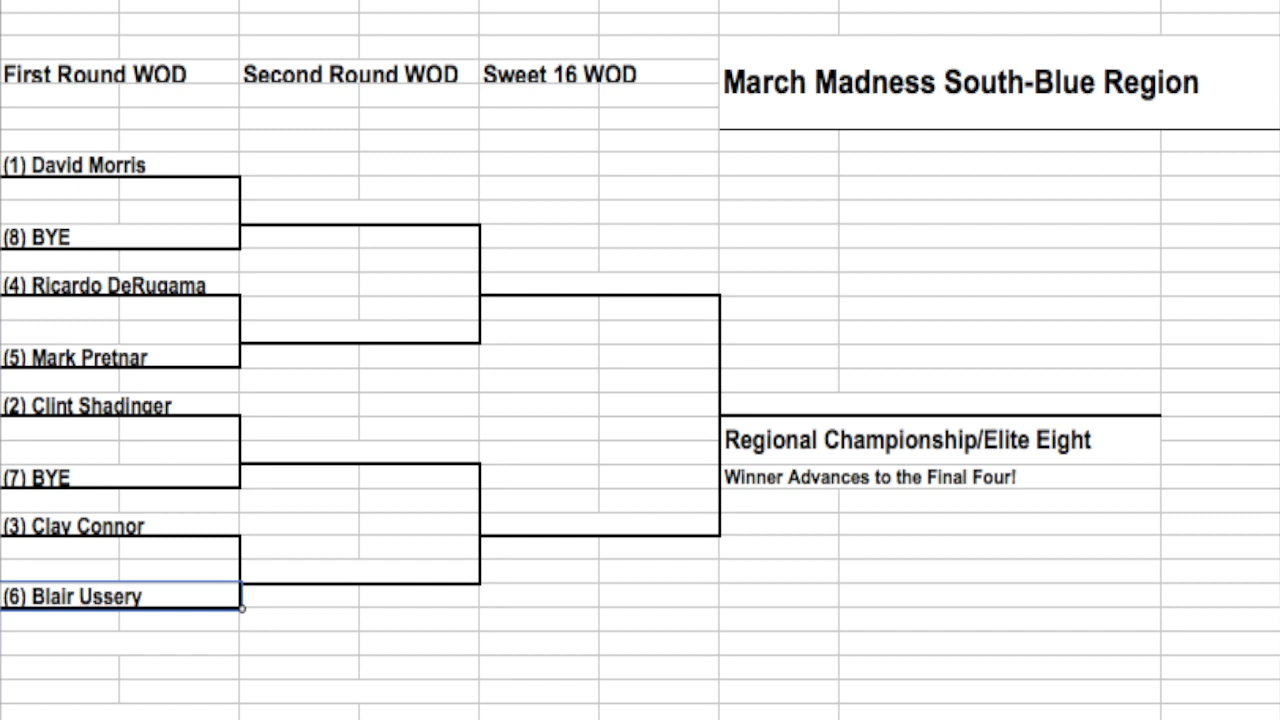 First Round WOD
Second Round WOD
Sweet 16 WOD
March Madness South-Blue Region
(1) David Morris
(8) BYE
(4) Ricardo DeRugama
(5) Mark Pretnar
(2) Clint Shadinger
(7) BYE
(3) Clay Connor
(6) Blair Ussery
Regional Championship/Elite Eight
Winner Advances to the Final Four!